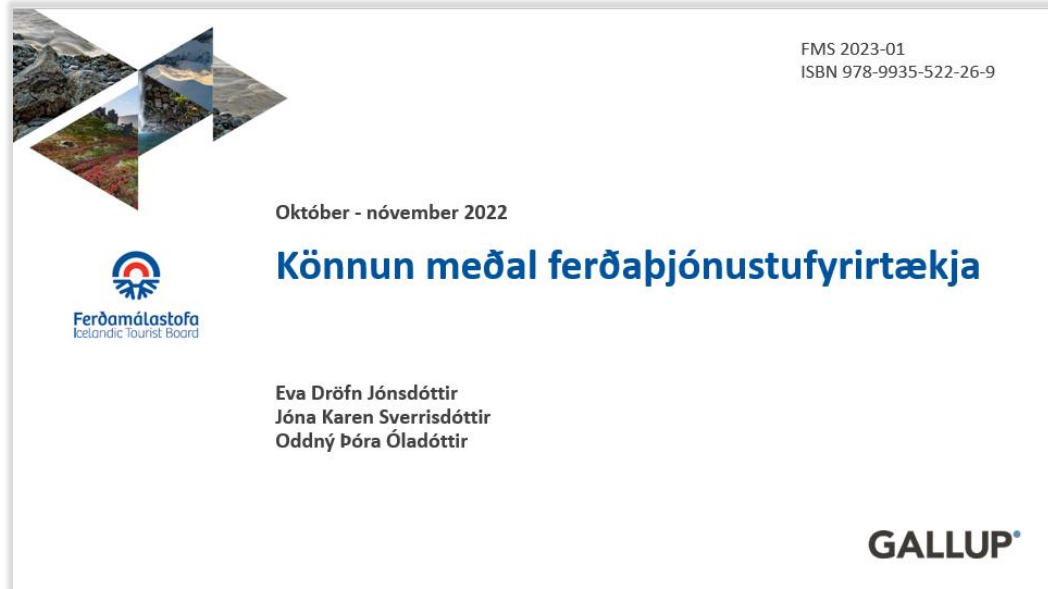 FMS 2023-01
ISBN 978-9935-522-26-9
Október - nóvember 2022
Könnun meðal ferðaþjónustufyrirtækja
Ferðamálastofa
Icelandic Tourist Board
Eva Dröfn Jónsdóttir
Jóna Karen Sverrisdóttir
Oddný Þóra Óladóttir
GALLUP